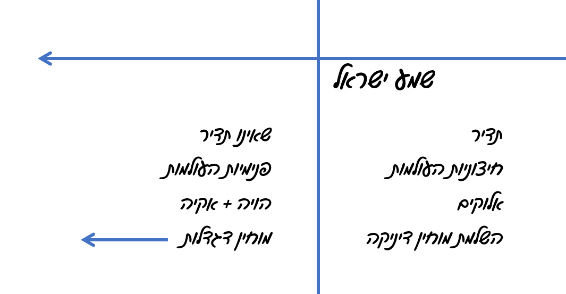 שמע ישראל
תדיר
חיצוניות העולמות
אלוקים
השלמת מוחין דיניקה
שאינו תדיר
פנימיות העולמות
הויה + אקיה
מוחין דגדלות